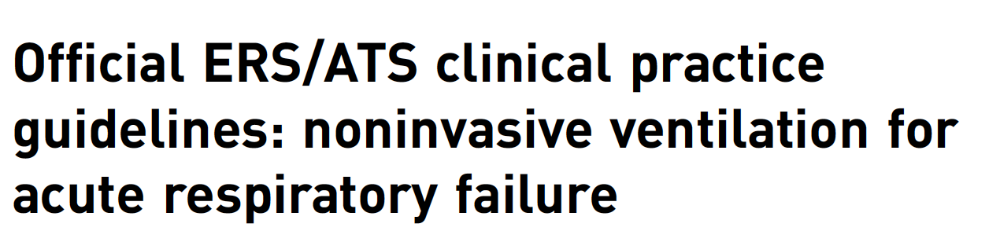 Official ERS/ATS clinical practice
guidelines: noninvasive ventilation for
acute respiratory failure